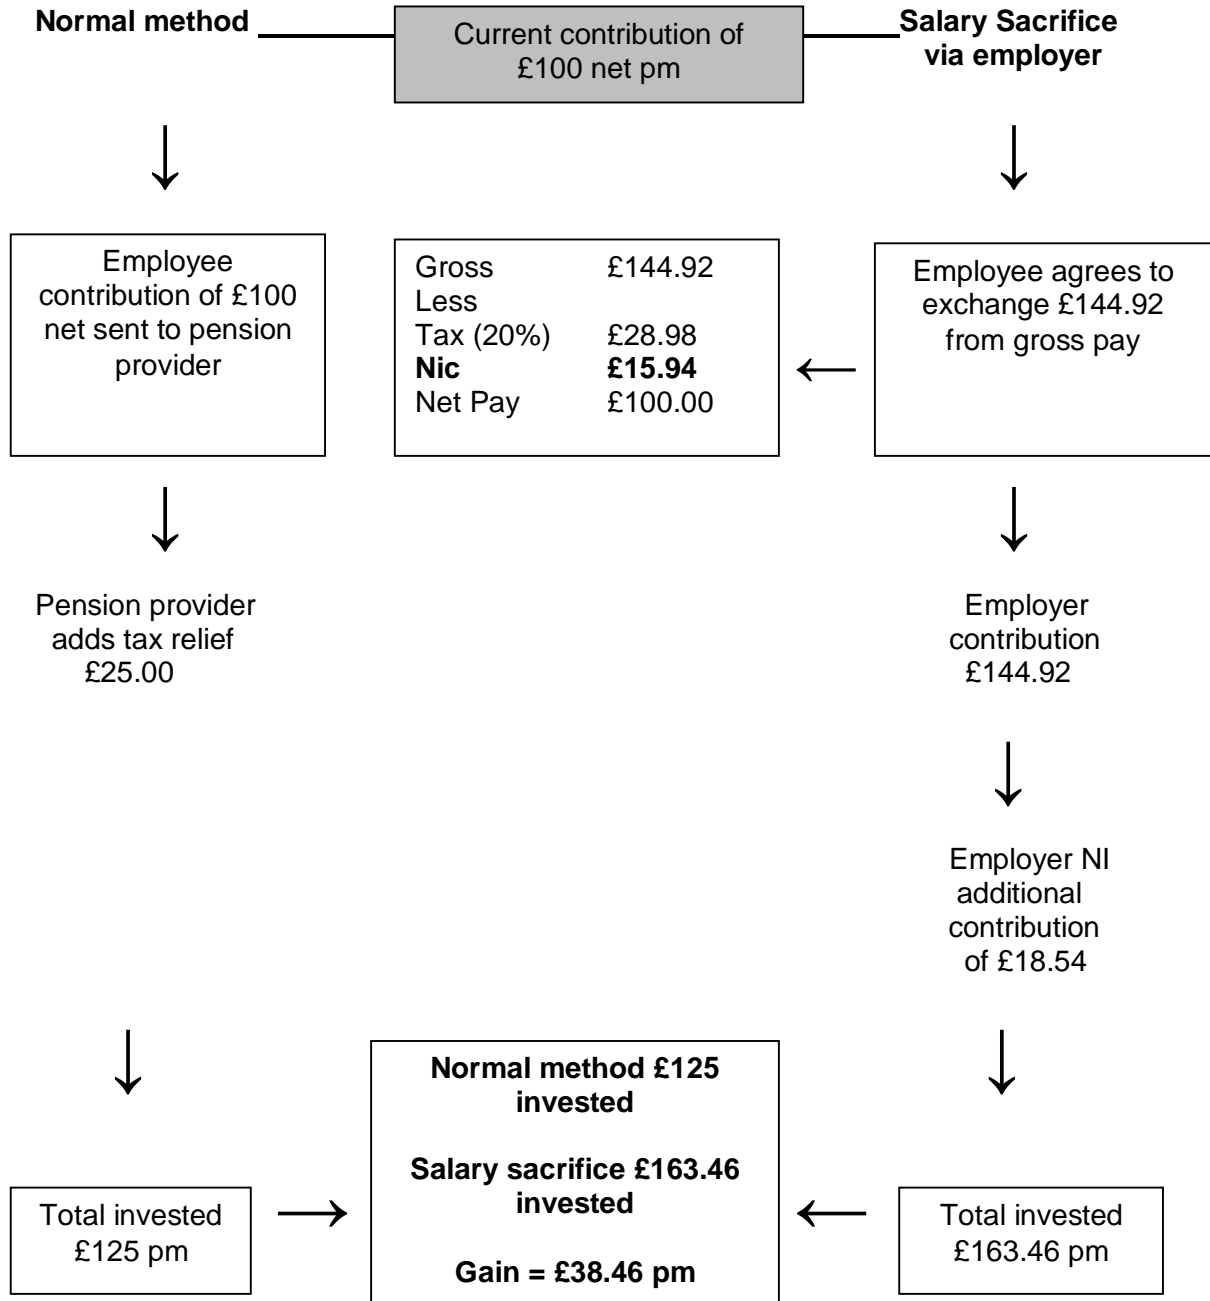 Normal method
Current contribution of
£100 net pm
Salary Sacrifice
via employer
Employee
contribution of £100
net sent to pension
provider
Gross £144.92
Less
Tax (20%) £28.98
Nic £15.94
Net Pay £100.00
Employee agrees to
exchange £144.92
from gross pay
Pension provider
adds tax relief
£25.00
Employer
contribution
£144.92
Employer NI
additional
contribution
of £18.54
Normal method £125
invested
Salary sacrifice £163.46
invested
Gain = £38.46 pm
Total invested
£125 pm
Total invested
£163.46 pm